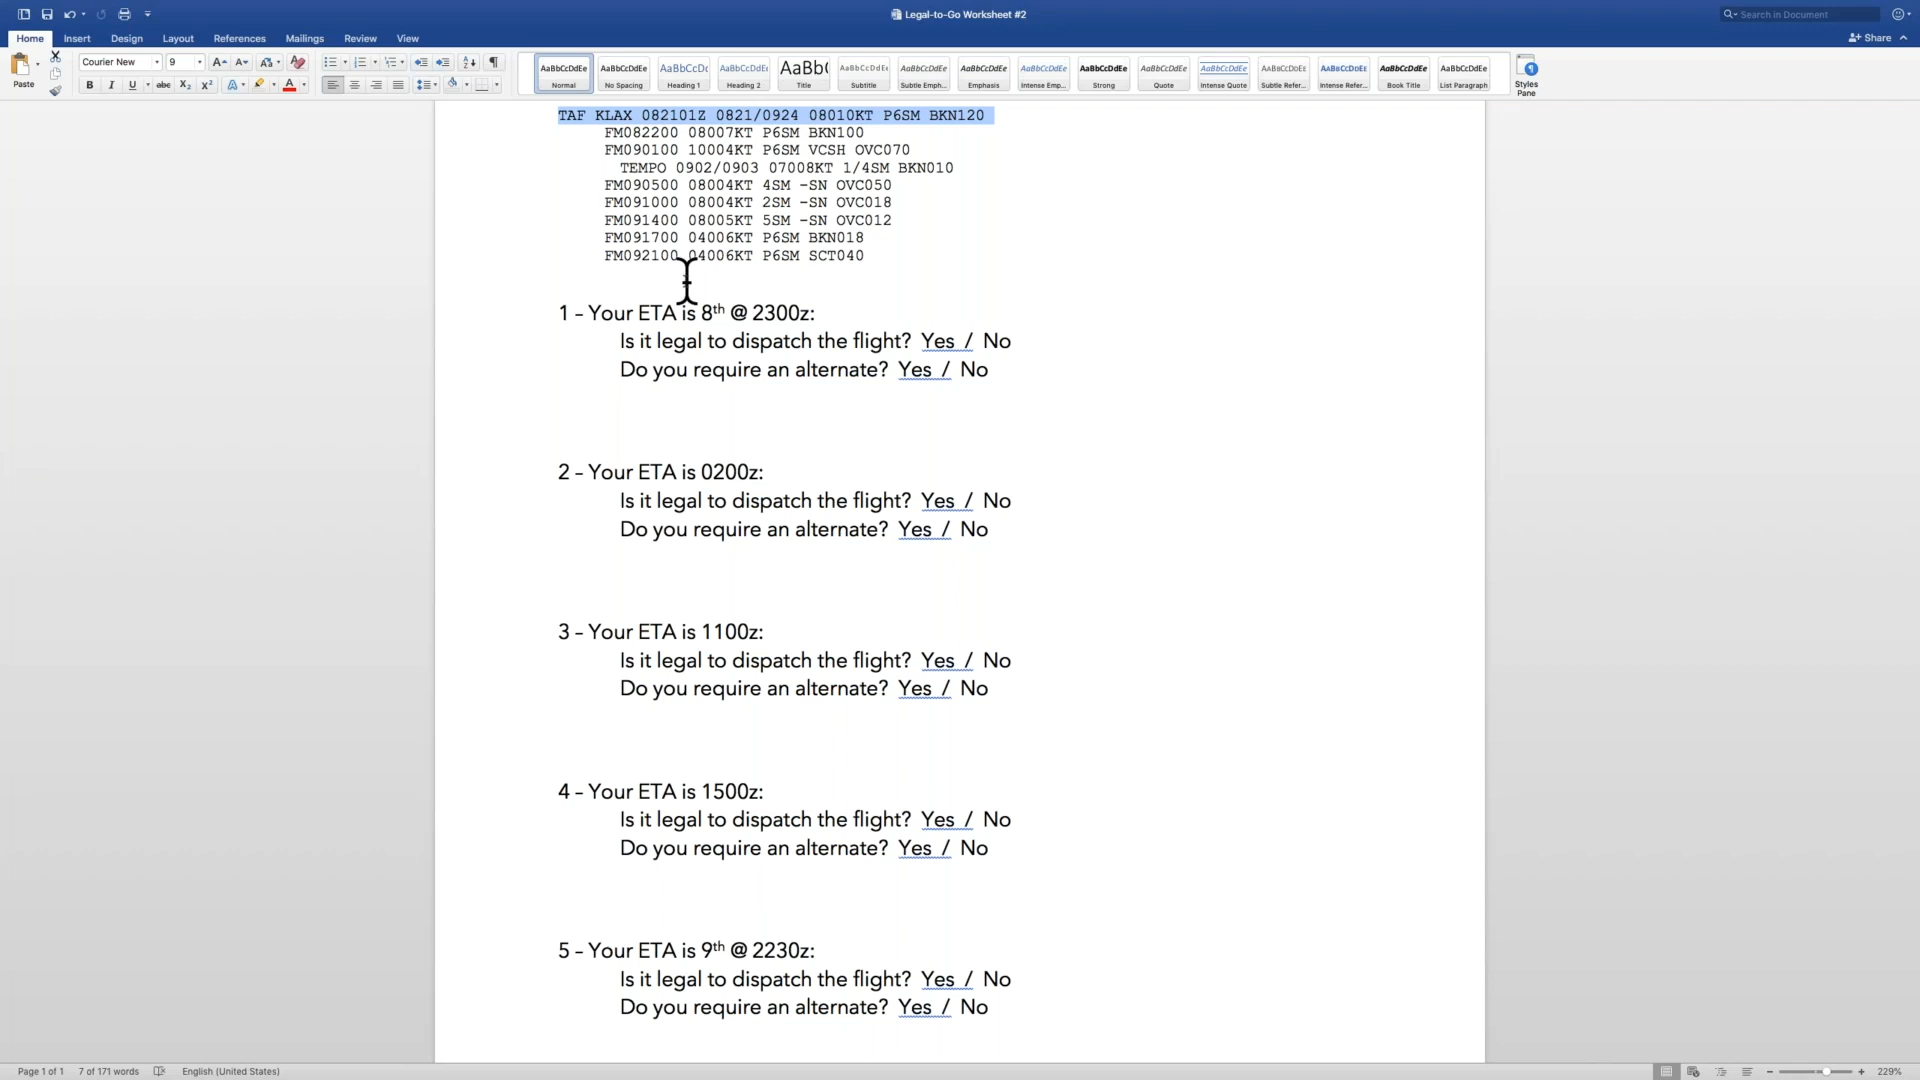 Legal-to-Go Worksheet #2
Search in Document
Home Insert Design Layout References Mailings Review View
Share
Paste
Courier New 9
AaBbCcDdEe AaBbCcDdEe AaBbCcDc AaBbCcDdEe AaBbC AaBbCcDdEe AaBbCcDdEe AaBbCcDdEe AaBbCcDdEe AaBbCcDdEe AaBbCcDdEe AaBbCcDdEe AaBbCcDdEe AaBbCcDdEe AaBbCcDdEe AaBbCcDdEe
Normal No Spacing Heading 1 Heading 2 Title Subtitle Subtle Emph... Emphasis Intense Emp... Strong Quote Intense Quote Subtle Refer... Intense Refer... Book Title List Paragraph
Styles Pane
TAF KLAX 082101Z 0821/0924 08010KT P6SM BKN120
FM082200 08007KT P6SM BKN100
FM090100 10004KT P6SM VCSH OVC070
TEMPO 0902/0903 07008KT 1/4SM BKN010
FM090500 08004KT 4SM -SN OVC050
FM091000 08004KT 2SM -SN OVC018
FM091400 08005KT 5SM -SN OVC012
FM091700 04006KT P6SM BKN018
FM092100 04006KT P6SM SCT040
1 – Your ETA is 8th @ 2300z:
Is it legal to dispatch the flight? Yes / No
Do you require an alternate? Yes / No
2 – Your ETA is 0200z:
Is it legal to dispatch the flight? Yes / No
Do you require an alternate? Yes / No
3 – Your ETA is 1100z:
Is it legal to dispatch the flight? Yes / No
Do you require an alternate? Yes / No
4 – Your ETA is 1500z:
Is it legal to dispatch the flight? Yes / No
Do you require an alternate? Yes / No
5 – Your ETA is 9th @ 2230z:
Is it legal to dispatch the flight? Yes / No
Do you require an alternate? Yes / No
Page 1 of 1 7 of 171 words English (United States) 229%